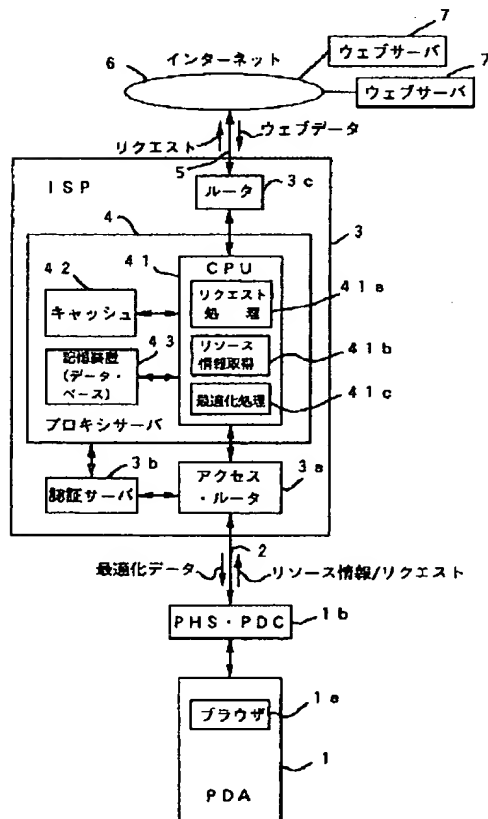 7
ウェブサーバ
7
ウェブサーバ
インターネット
6
ウェブデータ
リクエスト
5
ISP
ルータ
3c
3
4
42
41
CPU
キャッシュ
リクエスト
処理
41a
43
記憶装置
(データ・
ベース)
リソース
情報取得
41b
最適化処理
41c
プロキシサーバ
3b
認証サーバ
アクセス
・ルータ
3a
2
最適化データ
リソース情報/リクエスト
PHS・PDC
1b
ブラウザ
1a
PDA
1